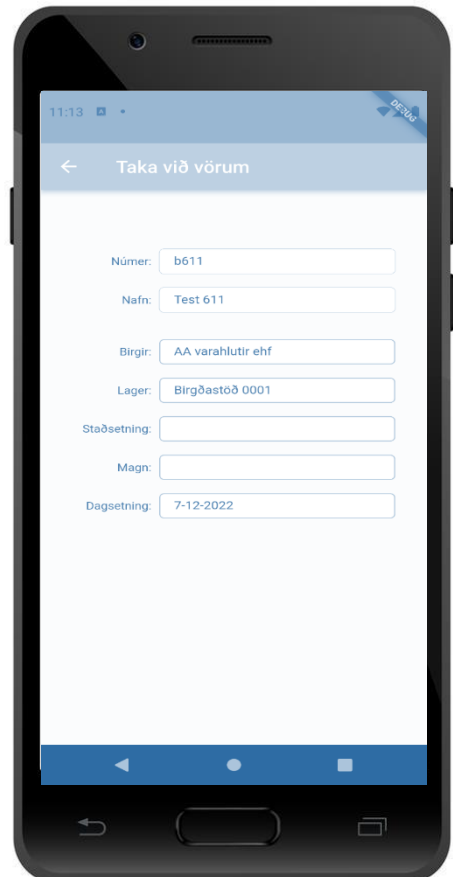 11:13
DEBUG
Taka við vörum
Númer: b611
Nafn: Test 611
Birgir: AA varahlutir ehf
Lager: Birgðastöð 0001
Staðsetning:
Magn:
Dagsetning: 7-12-2022